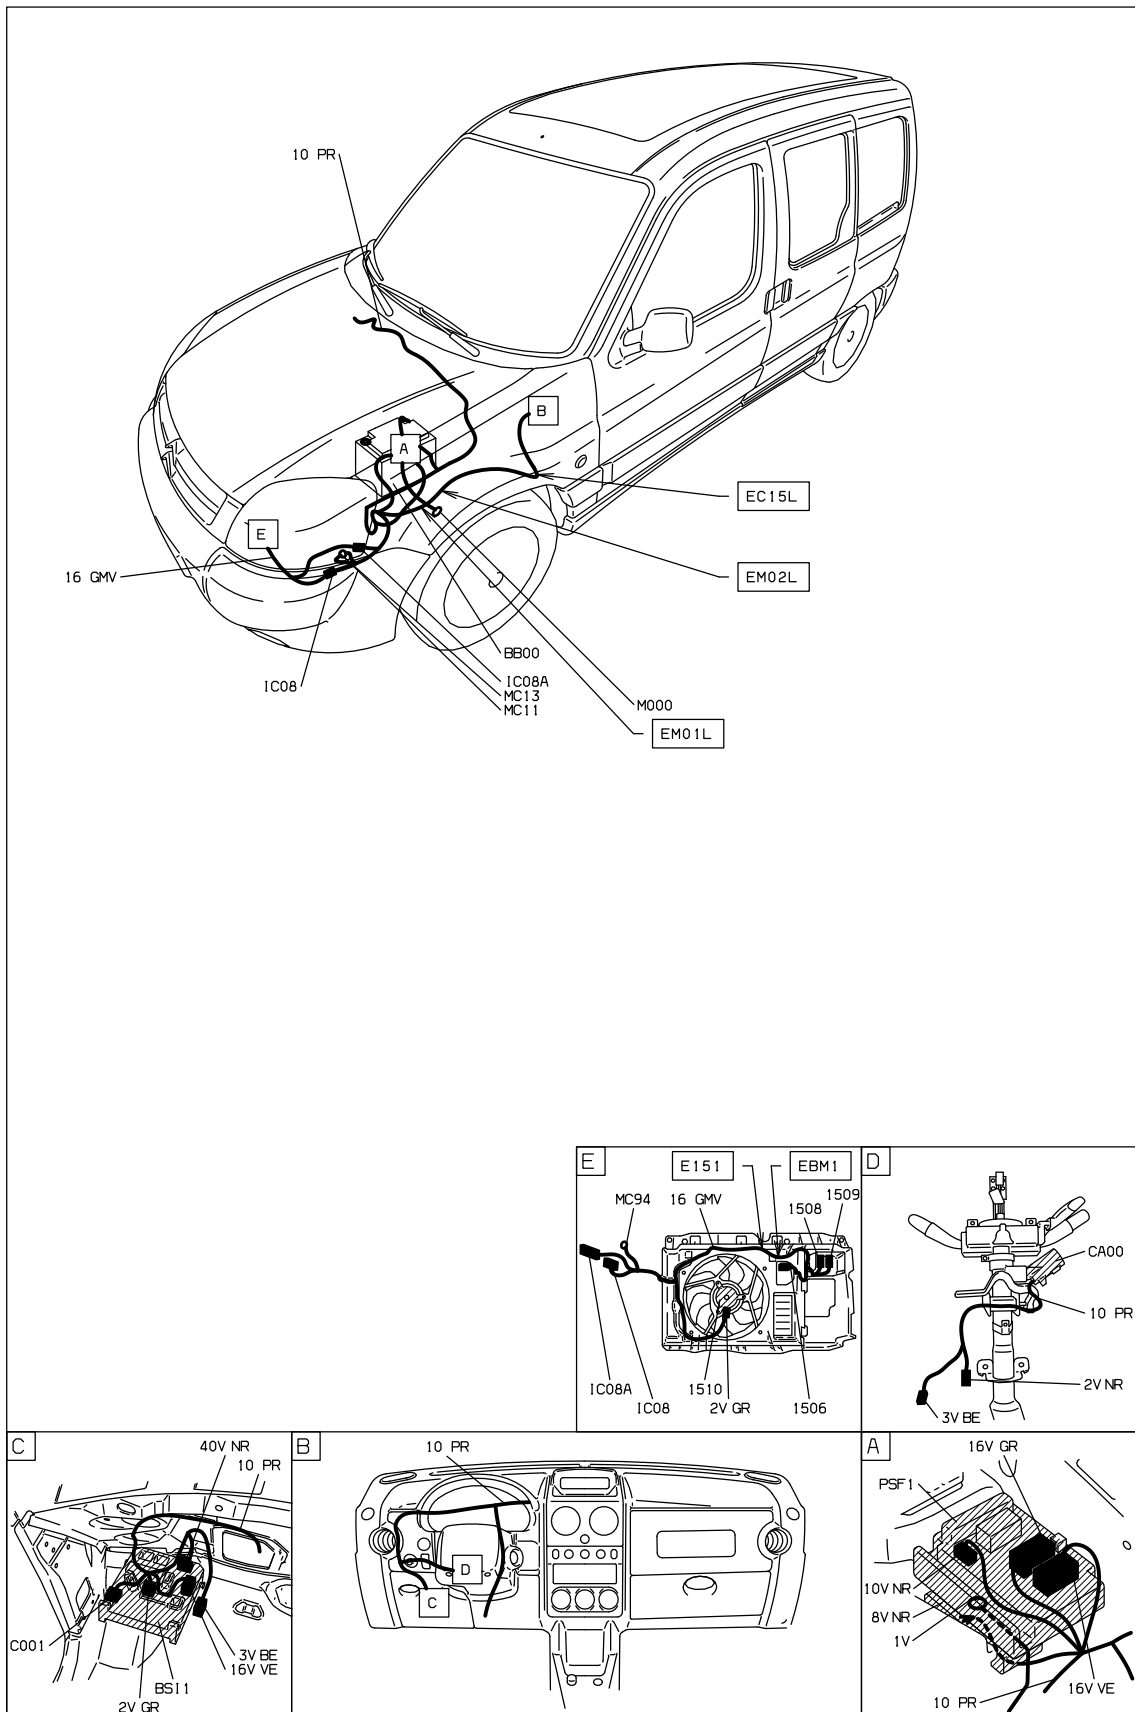 10 PR
B
A
EC15L
E
16 GMV
EM02L
BB00
IC08
IC08A
MC13
MC11
M000
EM01L
E
E151
EBM1
D
MC94
16 GMV
1508
1509
CA00
10 PR
IC08A
IC08
1510
2V GR
1506
2V NR
3V BE
C
40V NR
10 PR
C001
3V BE
16V VE
BSI1
2V GR
B
10 PR
D
C
A
16V GR
PSF1
10V NR
8V NR
1V
16V VE
10 PR